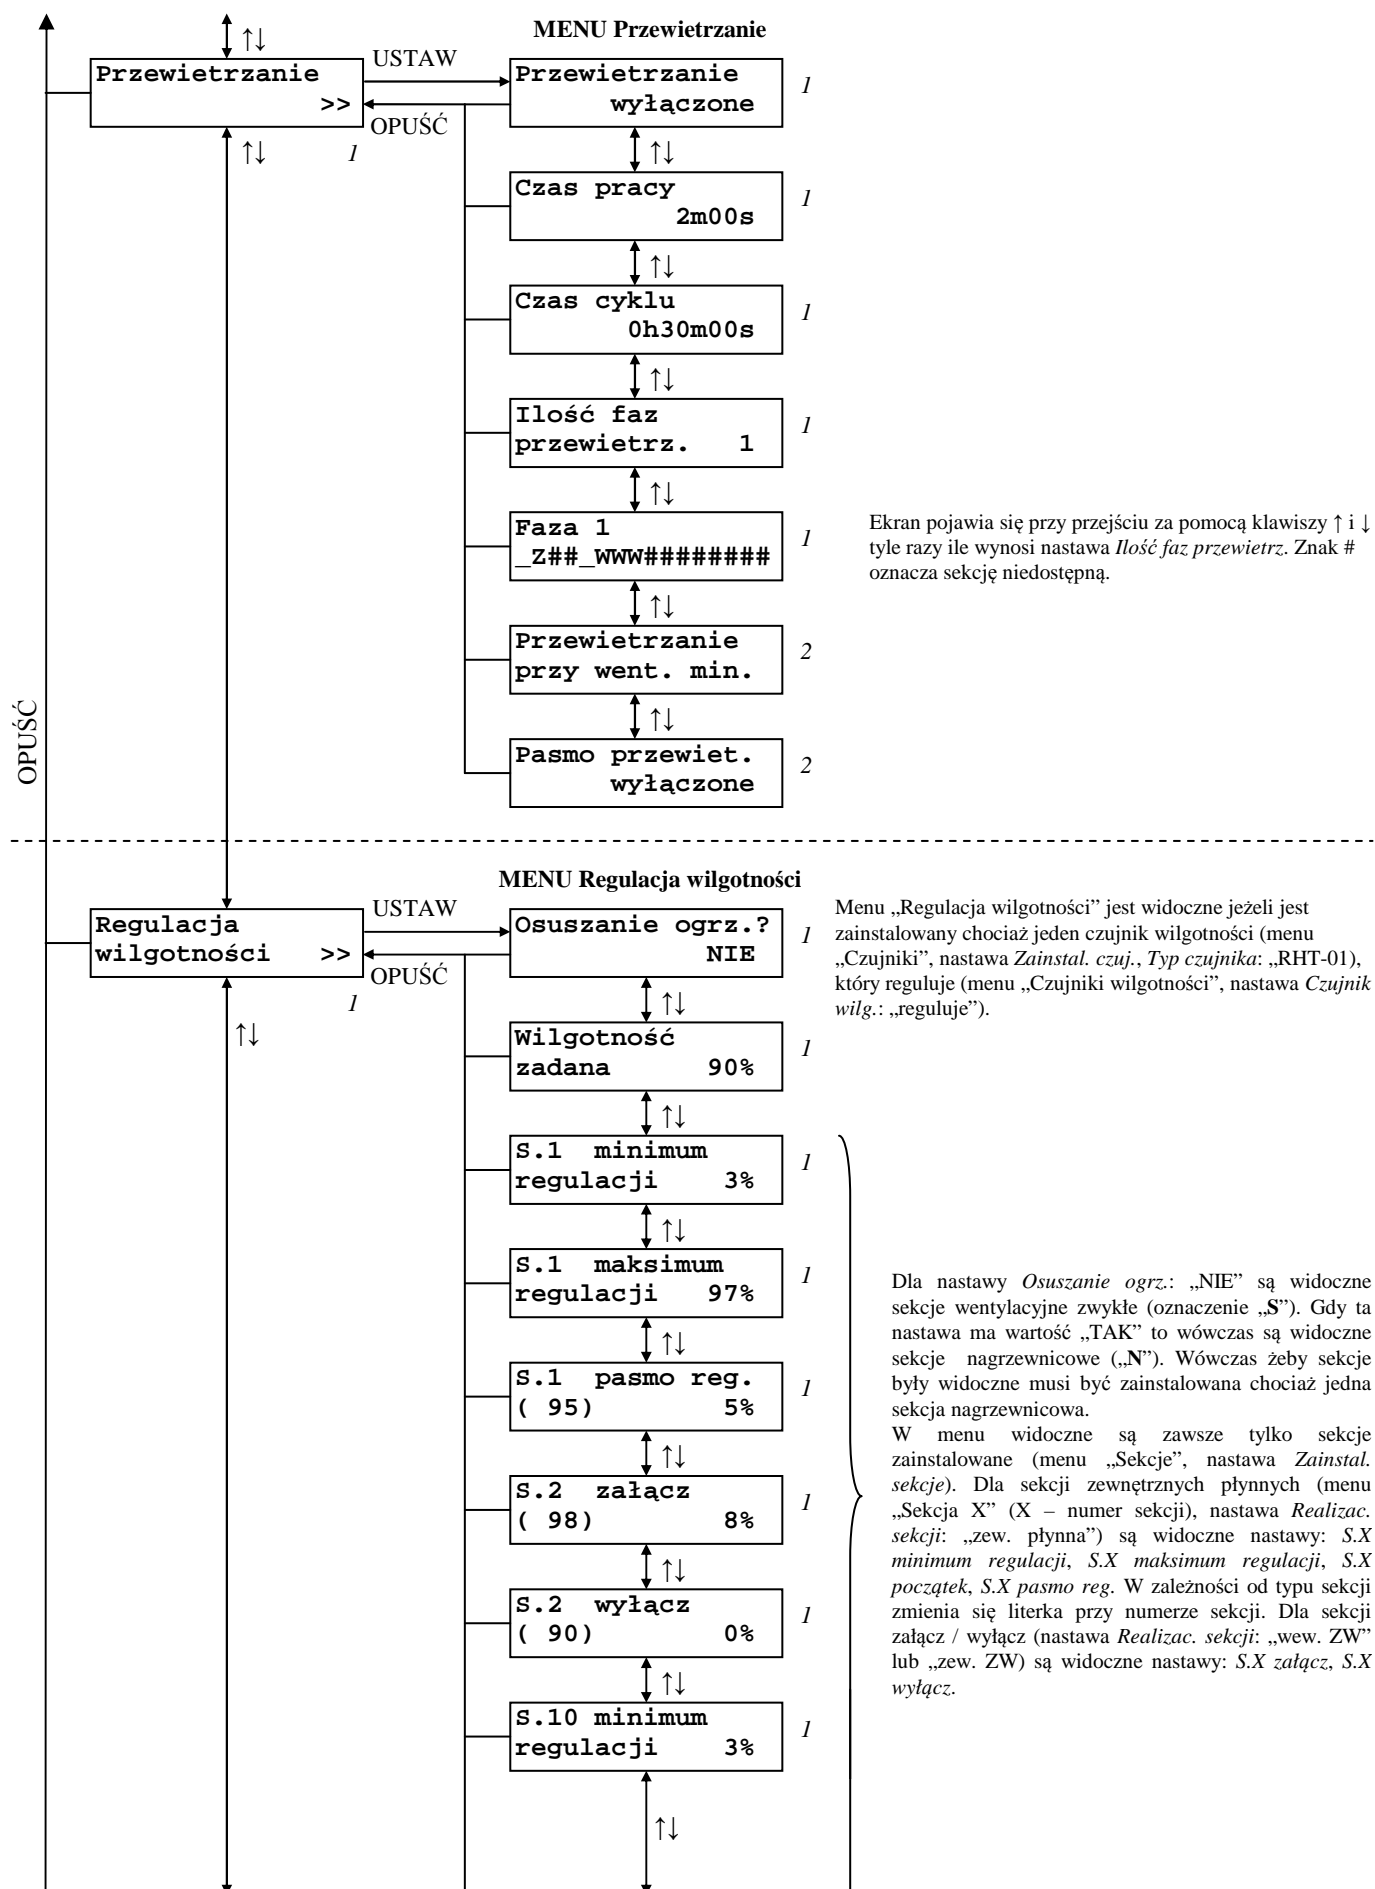 MENU Przewietrzanie
↑↓
USTAW
Przewietrzanie
>>
OPUŚĆ
↑↓
1
Przewietrzanie
wyłączone
1
↑↓
Czas pracy
2m00s
1
↑↓
Czas cyklu
0h30m00s
1
↑↓
Ilość faz
przewietrz. 1
1
↑↓
Faza 1
_Z##_WWW########
1
Ekran pojawia się przy przejściu za pomocą klawiszy ↑ i ↓
tyle razy ile wynosi nastawa Ilość faz przewietrz. Znak #
oznacza sekcję niedostępną.
↑↓
Przewietrzanie
przy went. min.
2
↑↓
Pasmo przewiet.
wyłączone
2
OPUŚĆ
MENU Regulacja wilgotności
USTAW
Regulacja
wilgotności >>
OPUŚĆ
1
↑↓
Osuszanie ogrz.?
NIE
1
Menu „Regulacja wilgotności” jest widoczne jeżeli jest
zainstalowany chociaż jeden czujnik wilgotności (menu
„Czujniki”, nastawa Zainstal. czuj., Typ czujnika: „RHT-01),
który reguluje (menu „Czujniki wilgotności”, nastawa Czujnik
wilg.: „reguluje”).
↑↓
Wilgotność
zadana 90%
1
↑↓
S.1 minimum
regulacji 3%
1
↑↓
S.1 maksimum
regulacji 97%
1
↑↓
S.1 pasmo reg.
( 95) 5%
1
↑↓
S.2 załącz
( 98) 8%
1
↑↓
S.2 wyłącz
( 90) 0%
1
↑↓
S.10 minimum
regulacji 3%
1
↑↓
Dla nastawy Osuszanie ogrz.: „NIE” są widoczne
sekcje wentylacyjne zwykłe (oznaczenie „S”). Gdy ta
nastawa ma wartość „TAK” to wówczas są widoczne
sekcje nagrzewnicowe („N”). Wówczas żeby sekcje
były widoczne musi być zainstalowana chociaż jedna
sekcja nagrzewnicowa.
W menu widoczne są zawsze tylko sekcje
zainstalowane (menu „Sekcje”, nastawa Zainstal.
sekcje). Dla sekcji zewnętrznych płynnych (menu
„Sekcja X” (X – numer sekcji), nastawa Realizac.
sekcji: „zew. płynna”) są widoczne nastawy: S.X
minimum regulacji, S.X maksimum regulacji, S.X
początek, S.X pasmo reg. W zależności od typu sekcji
zmienia się literka przy numerze sekcji. Dla sekcji
załącz / wyłącz (nastawa Realizac. sekcji: „wew. ZW”
lub „zew. ZW) są widoczne nastawy: S.X załącz, S.X
wyłącz.